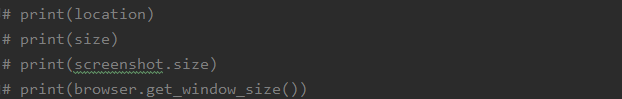 # print(location)
# print(size)
# print(screenshot.size)
# print(browser.get_window_size())